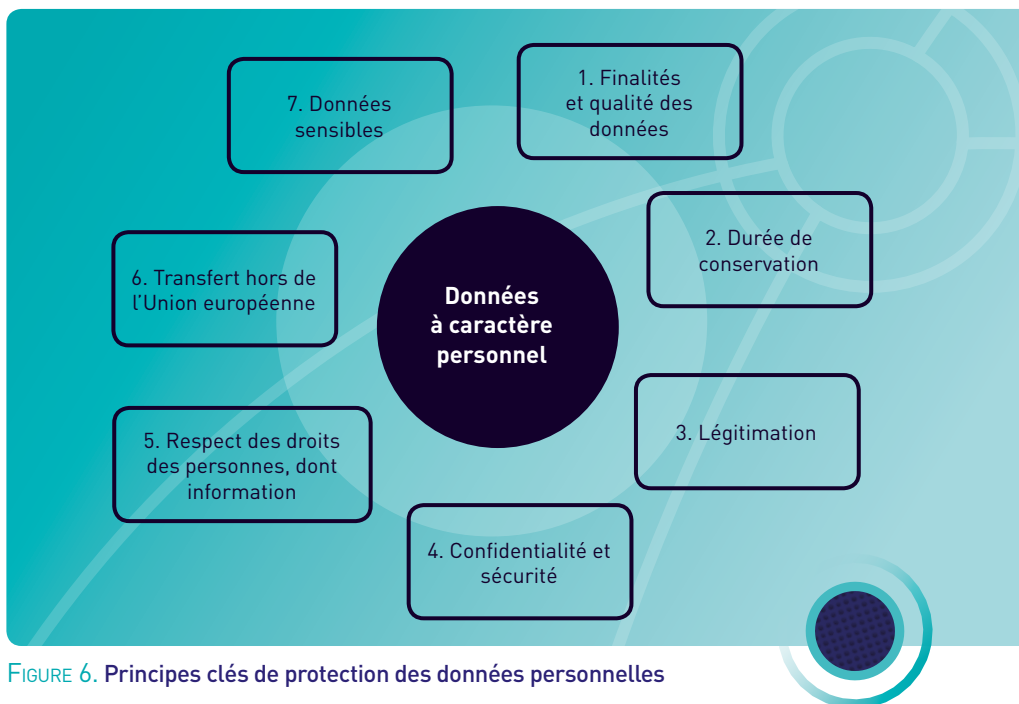 1. Finalités
et qualité des
données
2. Durée de
conservation
3. Légitimation
4. Confidentialité et
sécurité
5. Respect des droits
des personnes, dont
information
6. Transfert hors de
l’Union européenne
7. Données
sensibles
Données
à caractère
personnel
FIGURE 6. Principes clés de protection des données personnelles